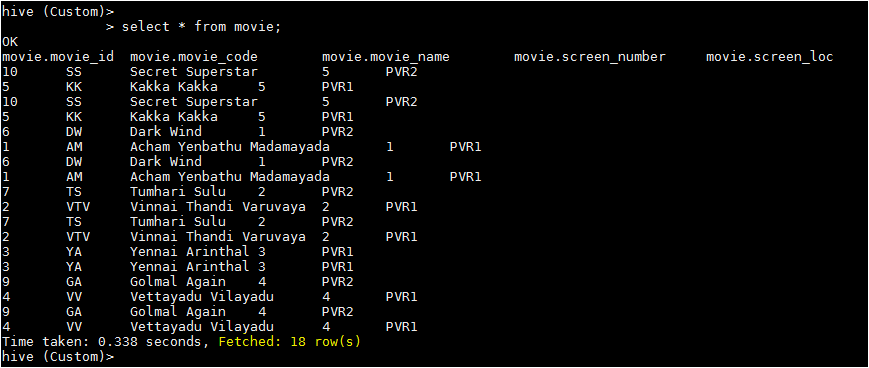 hive (Custom)>
> select * from movie;
OK
movie.movie_id movie.movie_code movie.movie_name movie.screen_number movie.screen_loc
10 SS Secret Superstar 5 PVR2
5 KK Kakka Kakka 5 PVR1
10 SS Secret Superstar 5 PVR2
5 KK Kakka Kakka 5 PVR1
6 DW Dark Wind 1 PVR2
1 AM Acham Yenbathu Madamayada 1 PVR1
6 DW Dark Wind 1 PVR2
1 AM Acham Yenbathu Madamayada 1 PVR1
7 TS Tumhari Sulu 2 PVR2
2 VTV Vinnai Thandi Varuvaya 2 PVR1
7 TS Tumhari Sulu 2 PVR2
2 VTV Vinnai Thandi Varuvaya 2 PVR1
3 YA Yennai Arinthal 3 PVR1
3 YA Yennai Arinthal 3 PVR1
9 GA Golmal Again 4 PVR2
4 VV Vettayadu Vilayadu 4 PVR1
9 GA Golmal Again 4 PVR2
4 VV Vettayadu Vilayadu 4 PVR1
Time taken: 0.338 seconds, Fetched: 18 row(s)
hive (Custom)>